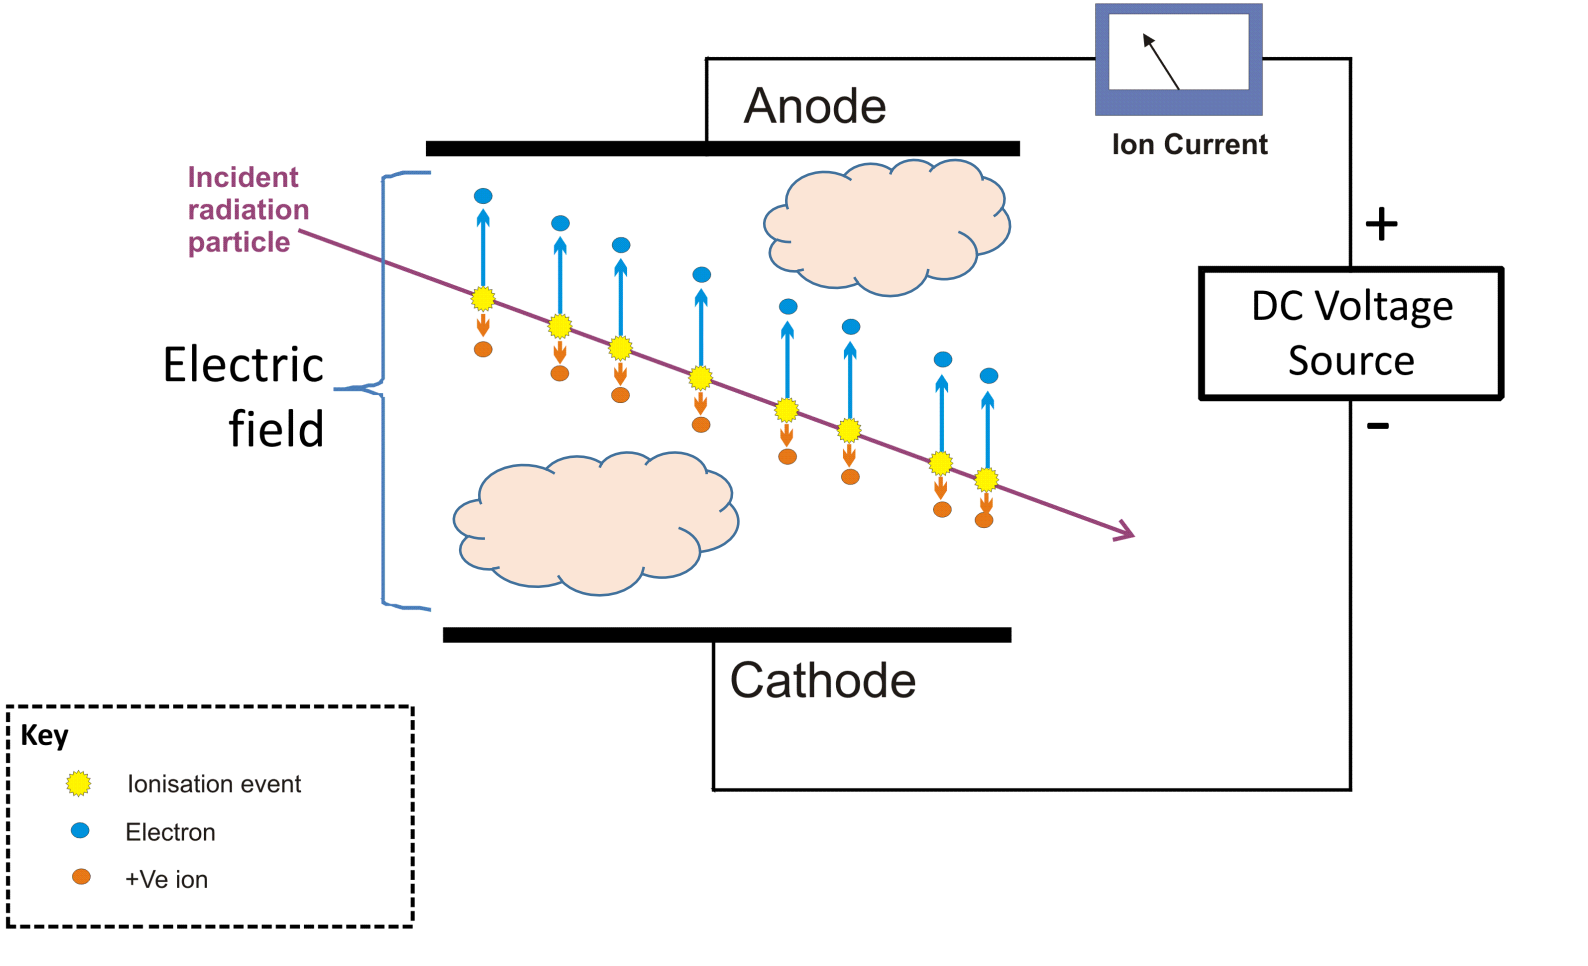 Anode
Ion Current
Incident
radiation
particle
+
DC Voltage
Source
-
Electric
field
Cathode
Key
Ionisation event
Electron
+Ve ion